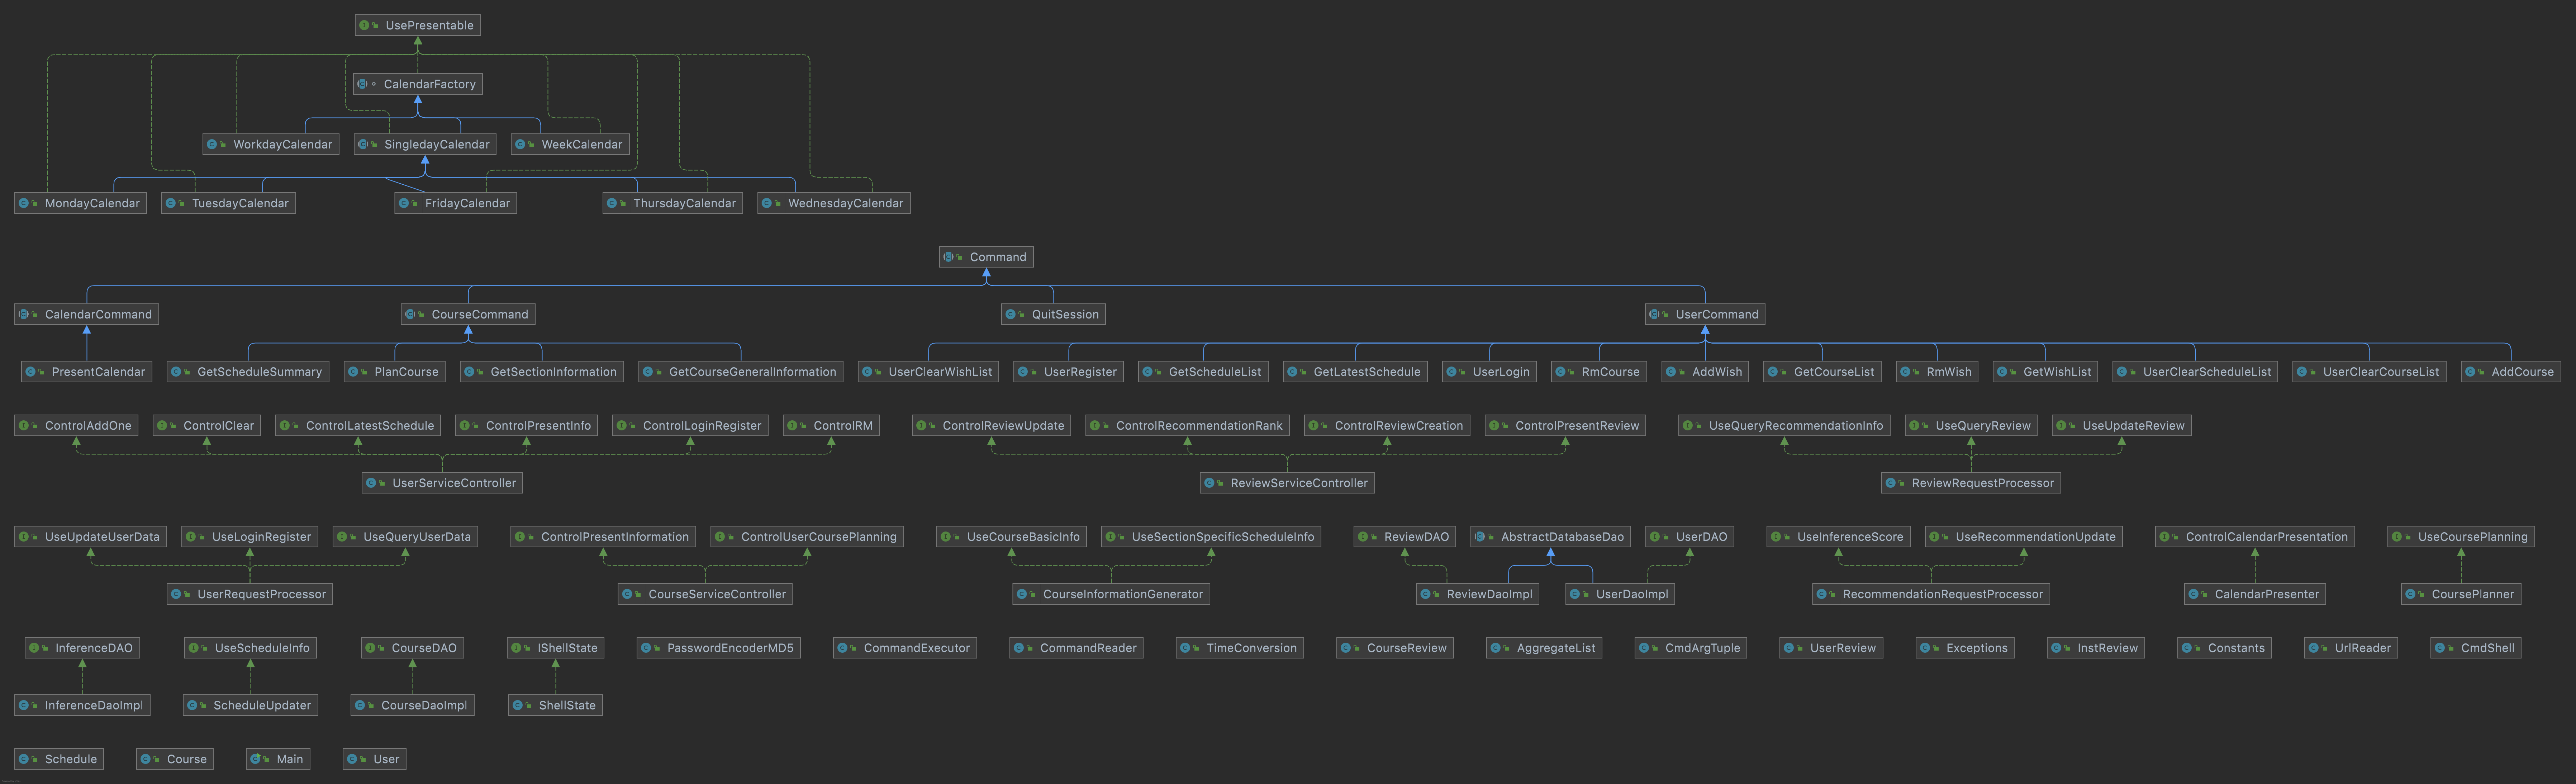 UsePresentable
CalendarFactory
WorkdayCalendar SingledayCalendar WeekCalendar
MondayCalendar TuesdayCalendar FridayCalendar ThursdayCalendar WednesdayCalendar
Command
CalendarCommand CourseCommand QuitSession UserCommand
PresentCalendar GetScheduleSummary PlanCourse GetSectionInformation GetCourseGeneralInformation UserClearWishList UserRegister GetScheduleList GetLatestSchedule UserLogin RmCourse AddWish GetCourseList RmWish GetWishList UserClearScheduleList UserClearCourseList AddCourse
ControlAddOne ControlClear ControlLatestSchedule ControlPresentInfo ControlLoginRegister ControlRM ControlReviewUpdate ControlRecommendationRank ControlReviewCreation ControlPresentReview UseQueryRecommendationInfo UseQueryReview UseUpdateReview
UserServiceController ReviewServiceController ReviewRequestProcessor
UseUpdateUserData UseLoginRegister UseQueryUserData ControlPresentInformation ControlUserCoursePlanning UseCourseBasicInfo UseSectionSpecificScheduleInfo ReviewDAO AbstractDatabaseDao UserDAO UseInferenceScore UseRecommendationUpdate ControlCalendarPresentation UseCoursePlanning
UserRequestProcessor CourseServiceController CourseInformationGenerator ReviewDaoImpl UserDaoImpl RecommendationRequestProcessor CalendarPresenter CoursePlanner
InferenceDAO UseScheduleInfo CourseDAO IShellState PasswordEncoderMD5 CommandExecutor CommandReader TimeConversion CourseReview AggregateList CmdArgTuple UserReview Exceptions InstReview Constants UrlReader CmdShell
InferenceDaoImpl ScheduleUpdater CourseDaoImpl ShellState
Schedule Course Main User